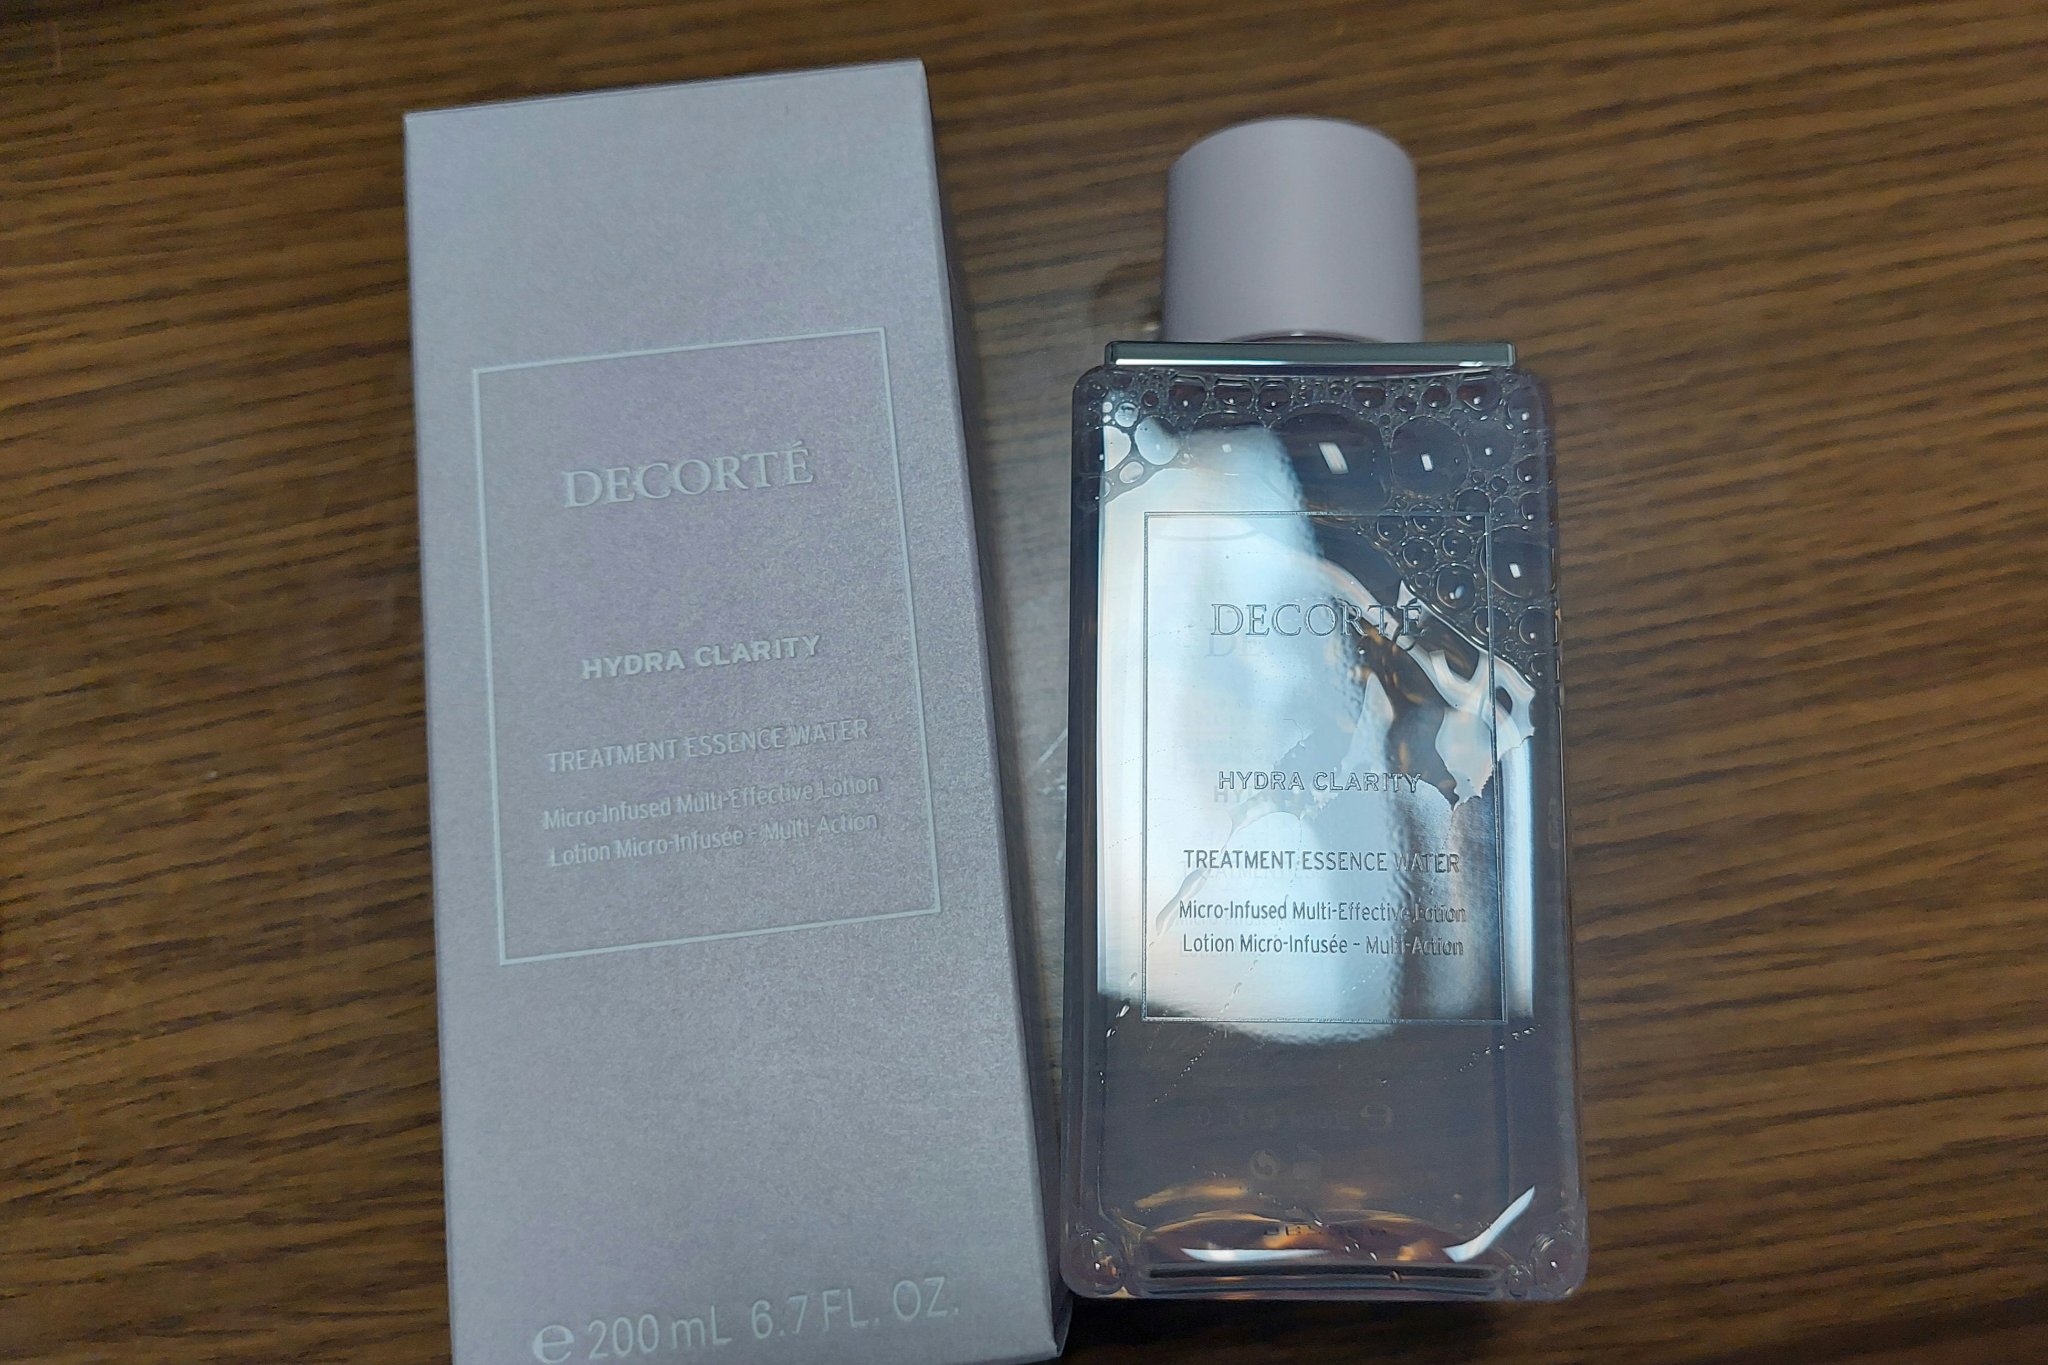 DECORTÉ
HYDRA CLARITY
TREATMENT ESSENCE WATER
Micro-Infused Multi-Effective Lotion
Lotion Micro-Infusée - Multi-Action
℮ 200 mL 6.7 FL. OZ.
DECORTÉ
HYDRA CLARITY
TREATMENT ESSENCE WATER
Micro-Infused Multi-Effective Lotion
Lotion Micro-Infusée - Multi-Action